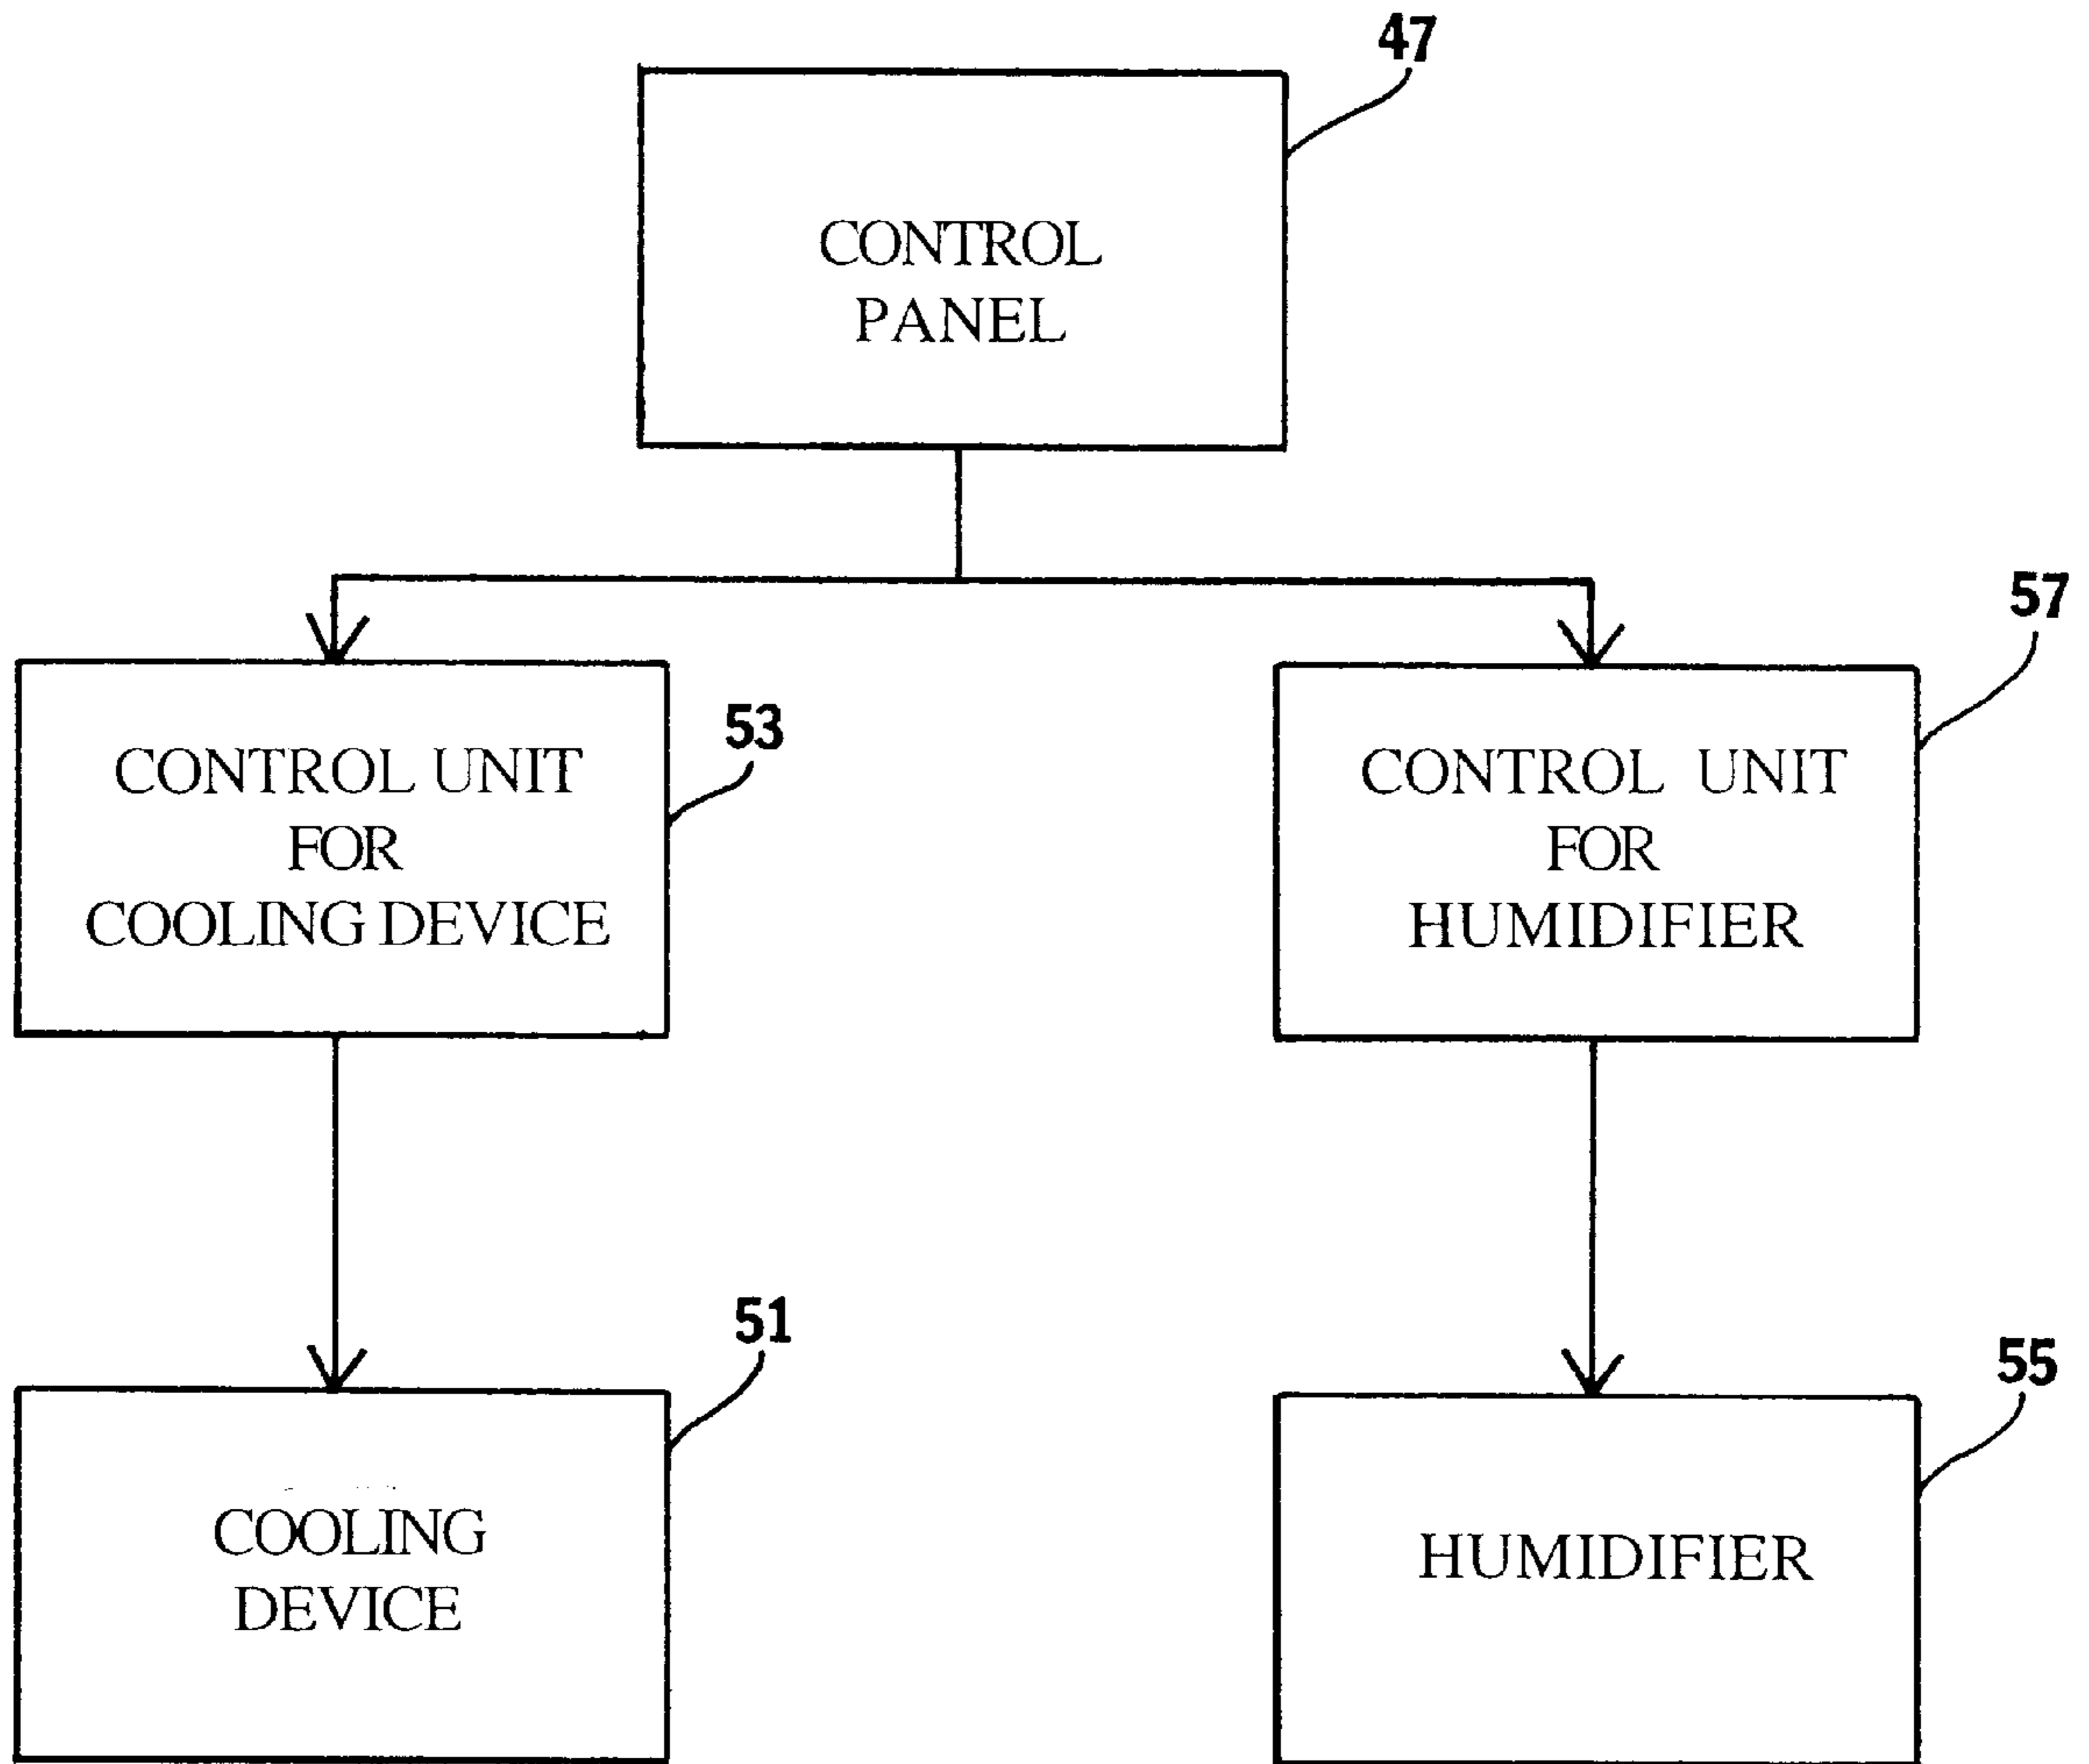 47
CONTROL
PANEL
57
53
CONTROL UNIT
FOR
COOLING DEVICE
CONTROL UNIT
FOR
HUMIDIFIER
51
55
COOLING
DEVICE
HUMIDIFIER